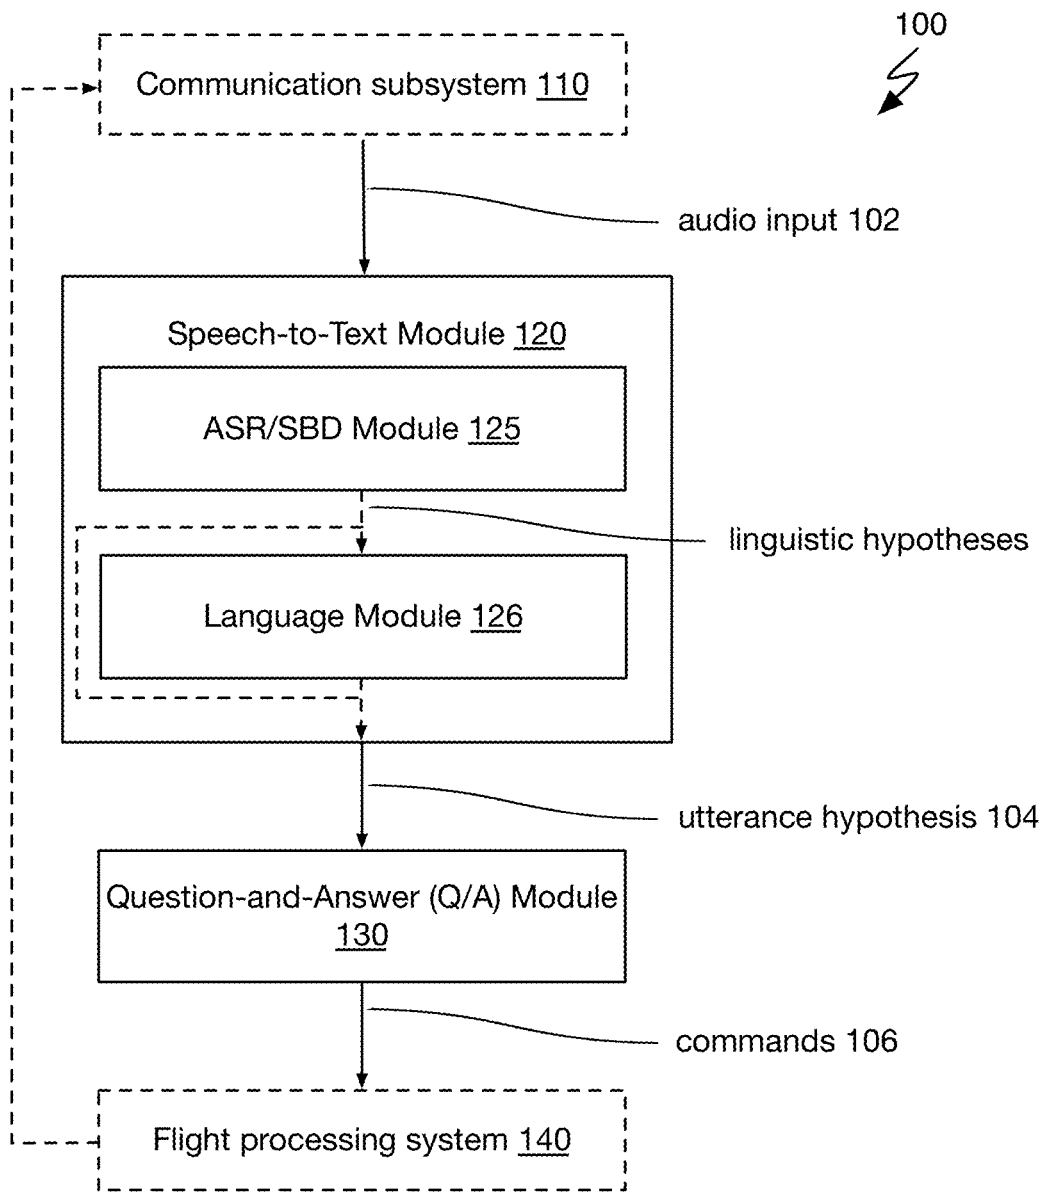 100
Communication subsystem 110
audio input 102
Speech-to-Text Module 120
ASR/SBD Module 125
linguistic hypotheses
Language Module 126
utterance hypothesis 104
Question-and-Answer (Q/A) Module
130
commands 106
Flight processing system 140